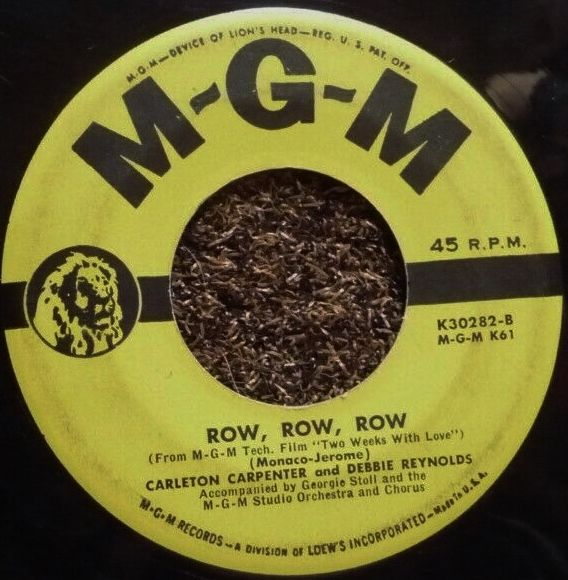 M-G-M—DEVICE OF LION'S HEAD—REG. U. S. PAT. OFF.
M-G-M
45 R.P.M.
K30282-B
M-G-M K61
ROW, ROW, ROW
(From M-G-M Tech. Film "Two Weeks With Love")
(Monaco-Jerome)
CARLETON CARPENTER and DEBBIE REYNOLDS
Accompanied by Georgie Stoll and the
M-G-M Studio Orchestra and Chorus
M-G-M RECORDS—A DIVISION OF LOEW'S INCORPORATED—Made In U.S.A.